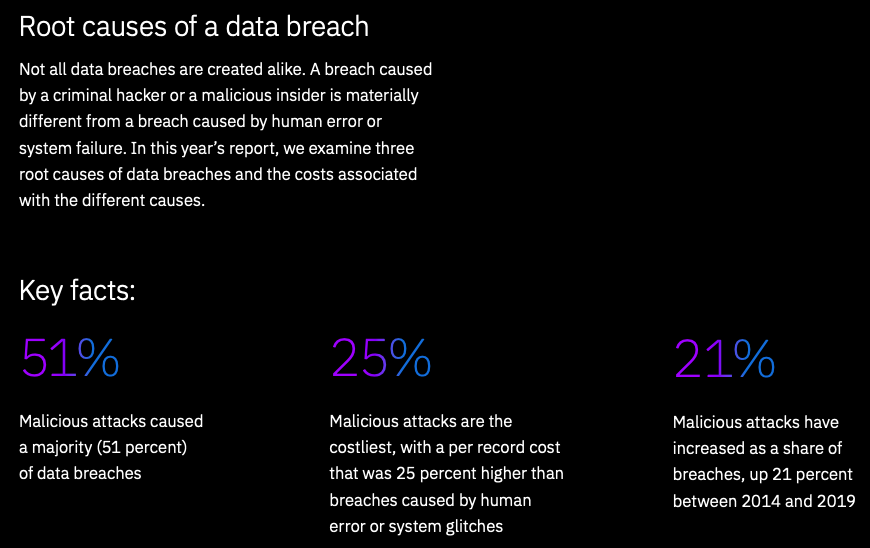 Root causes of a data breach
Not all data breaches are created alike. A breach caused
by a criminal hacker or a malicious insider is materially
different from a breach caused by human error or
system failure. In this year’s report, we examine three
root causes of data breaches and the costs associated
with the different causes.
Key facts:
51%
Malicious attacks caused
a majority (51 percent)
of data breaches
25%
Malicious attacks are the
costliest, with a per record cost
that was 25 percent higher than
breaches caused by human
error or system glitches
21%
Malicious attacks have
increased as a share of
breaches, up 21 percent
between 2014 and 2019